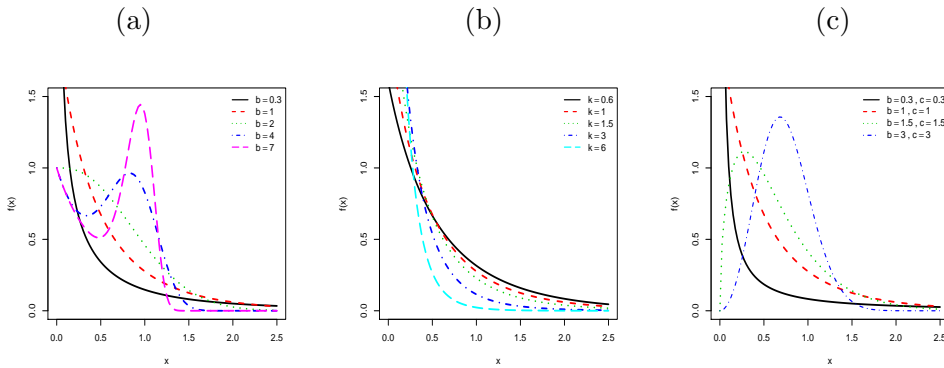 (a)
(b)
(c)
b = 0.3
b = 1
b = 2
b = 4
b = 7
f(x)
0.0 0.5 1.0 1.5
0.0 0.5 1.0 1.5 2.0 2.5
x
k = 0.6
k = 1
k = 1.5
k = 3
k = 6
f(x)
0.0 0.5 1.0 1.5
0.0 0.5 1.0 1.5 2.0 2.5
x
b = 0.3 , c = 0.3
b = 1 , c = 1
b = 1.5 , c = 1.5
b = 3 , c = 3
f(x)
0.0 0.5 1.0 1.5
0.0 0.5 1.0 1.5 2.0 2.5
x